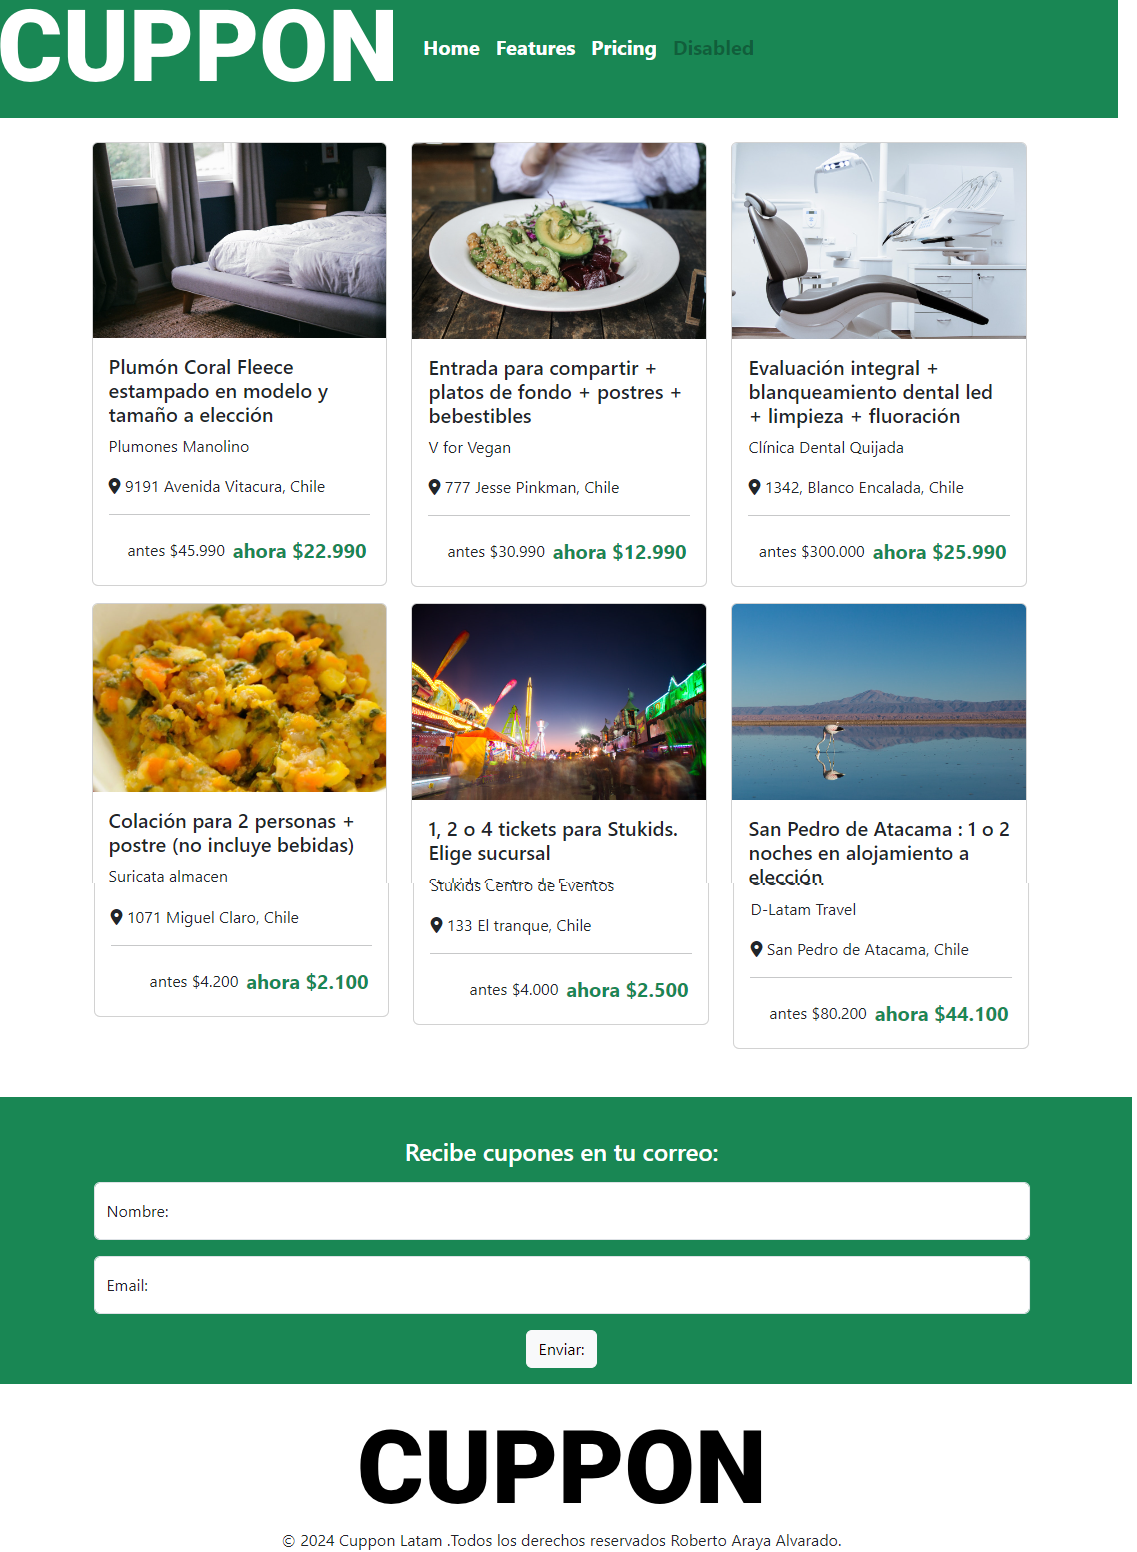 CUPPON
Home Features Pricing Disabled
Plumón Coral Fleece
estampado en modelo y
tamaño a elección
Plumones Manolino
9191 Avenida Vitacura, Chile
antes $45.990 ahora $22.990
Entrada para compartir +
platos de fondo + postres +
bebestibles
V for Vegan
777 Jesse Pinkman, Chile
antes $30.990 ahora $12.990
Evaluación integral +
blanqueamiento dental led
+ limpieza + fluoración
Clínica Dental Quijada
1342, Blanco Encalada, Chile
antes $300.000 ahora $25.990
Colación para 2 personas +
postre (no incluye bebidas)
Suricata almacen
1071 Miguel Claro, Chile
antes $4.200 ahora $2.100
1, 2 o 4 tickets para Stukids.
Elige sucursal
Stukids Centro de Eventos
133 El tranque, Chile
antes $4.000 ahora $2.500
San Pedro de Atacama : 1 o 2
noches en alojamiento a
elección
D-Latam Travel
San Pedro de Atacama, Chile
antes $80.200 ahora $44.100
Recibe cupones en tu correo:
Nombre:
Email:
Enviar:
CUPPON
© 2024 Cuppon Latam .Todos los derechos reservados Roberto Araya Alvarado.